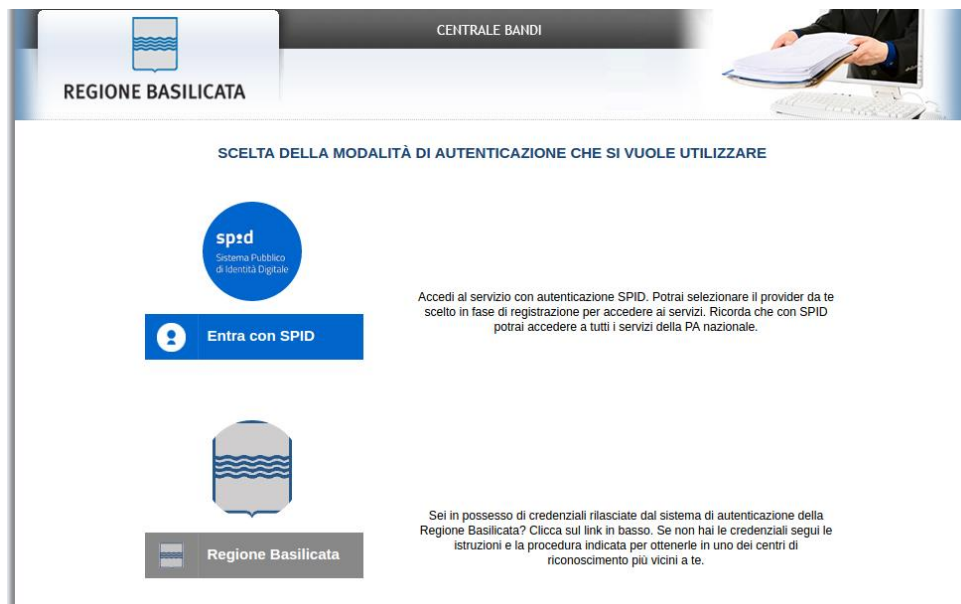 CENTRALE BANDI
REGIONE BASILICATA
SCELTA DELLA MODALITÀ DI AUTENTICAZIONE CHE SI VUOLE UTILIZZARE
sp:d
Sistema Pubblico
di Identità Digitale
Entra con SPID
Accedi al servizio con autenticazione SPID. Potrai selezionare il provider da te
scelto in fase di registrazione per accedere ai servizi. Ricorda che con SPID
potrai accedere a tutti i servizi della PA nazionale.
Regione Basilicata
Sei in possesso di credenziali rilasciate dal sistema di autenticazione della
Regione Basilicata? Clicca sul link in basso. Se non hai le credenziali segui le
istruzioni e la procedura indicata per ottenerle in uno dei centri di
riconoscimento più vicini a te.